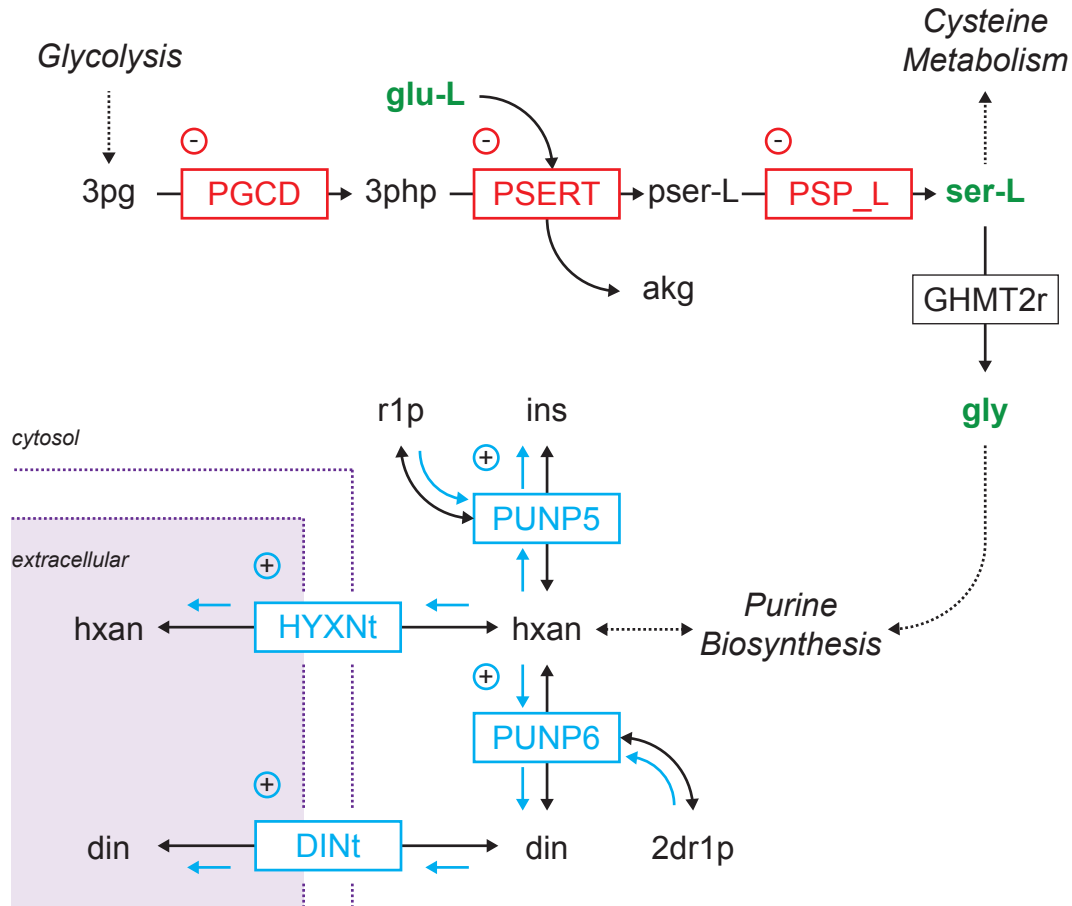 Glycolysis
Cysteine
Metabolism
glu-L
-
-
-
3pg
PGCD
3php
PSERT
pser-L
PSP_L
ser-L
akg
GHMT2r
r1p
ins
gly
cytosol
+
PUNP5
extracellular
+
hxan
HYXNt
hxan
Purine
Biosynthesis
+
PUNP6
+
din
DINt
din
2dr1p